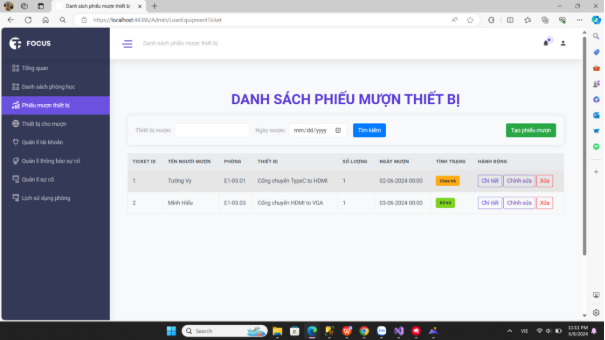 Danh sách phiếu mượn thiết bị
https://localhost:44386/Admin/LoanEquipmentTicket
FOCUS
Danh sách phiếu mượn thiết bị
Tổng quan
Danh sách phòng học
Phiếu mượn thiết bị
Thiết bị cho mượn
Quản lí tài khoản
Quản lí thông báo sự cố
Quản lí sự cố
Lịch sử dụng phòng
DANH SÁCH PHIẾU MƯỢN THIẾT BỊ
Thiết bị mượn: Ngày mượn: mm/dd/yyyy Tìm kiếm Tạo phiếu mượn
TICKET ID TÊN NGƯỜI MƯỢN PHÒNG THIẾT BỊ SỐ LƯỢNG NGÀY MƯỢN TÌNH TRẠNG HÀNH ĐỘNG
1 Tường Vy E1-03.01 Cổng chuyển TypeC to HDMI 1 02-06-2024 00:00 Chưa trả Chi tiết Chỉnh sửa Xóa
2 Minh Hiếu E1-03.03 Cổng chuyển HDMI to VGA 1 03-06-2024 00:00 Đã trả Chi tiết Chỉnh sửa Xóa
Search
VIE
11:11 PM